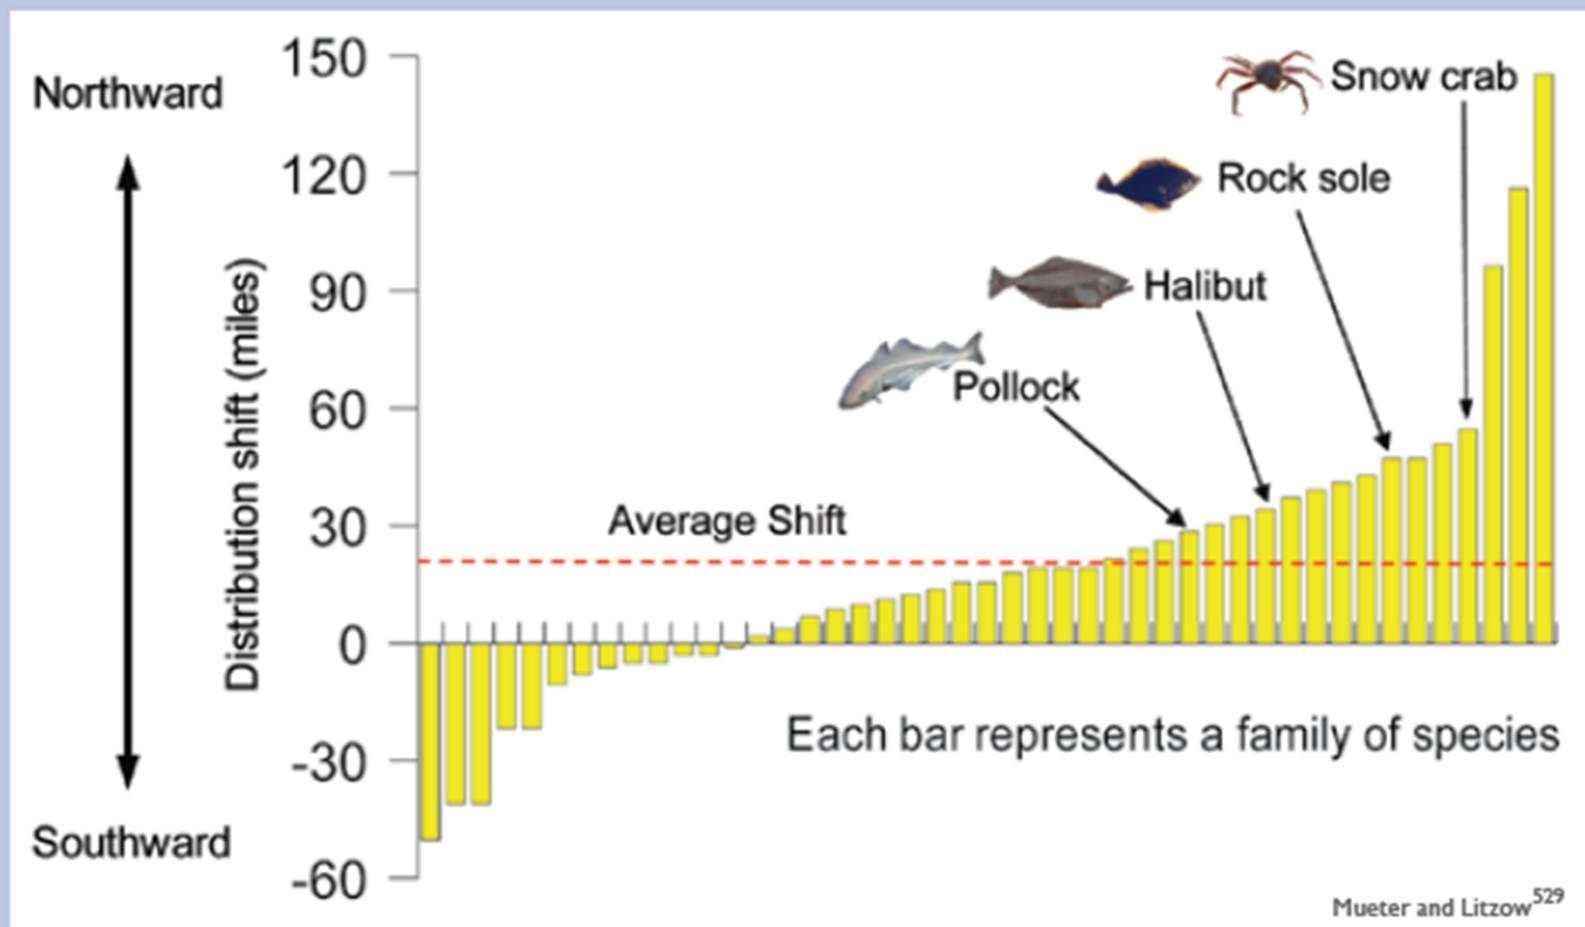 Northward
Southward
Distribution shift (miles)
150
120
90
60
30
0
-30
-60
Snow crab
Rock sole
Halibut
Pollock
Average Shift
Each bar represents a family of species
Mueter and Litzow529